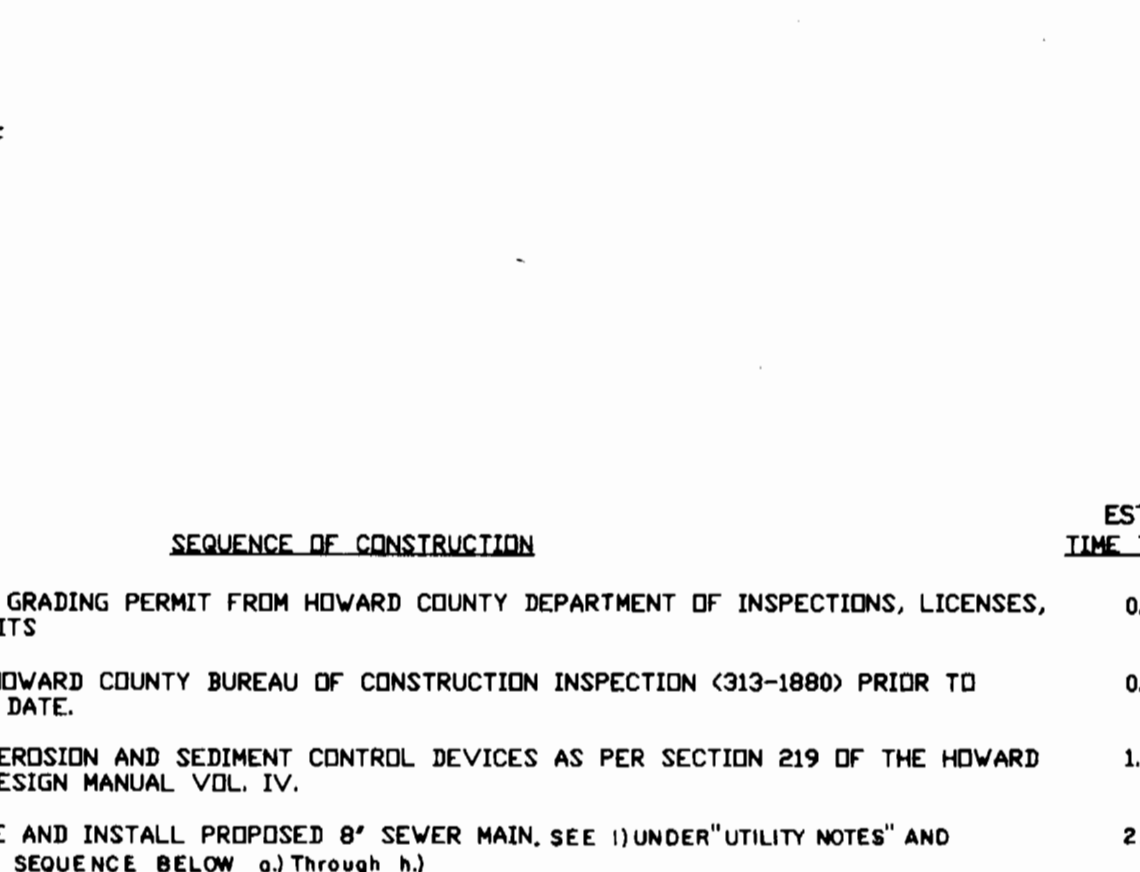 SEQUENCE OF CONSTRUCTION
TIME
GRADING PERMIT FROM HOWARD COUNTY DEPARTMENT OF INSPECTIONS, LICENSES,
HOWARD COUNTY BUREAU OF CONSTRUCTION INSPECTION (313-1880) PRIOR TO
DATE.
EROSION AND SEDIMENT CONTROL DEVICES AS PER SECTION 219 OF THE HOWARD 1.
ESIGN MANUAL VOL. IV.
AND INSTALL PROPOSED 8" SEWER MAIN. SEE 1) UNDER "UTILITY NOTES" AND 2
SEQUENCE BELOW a.) Through h.)